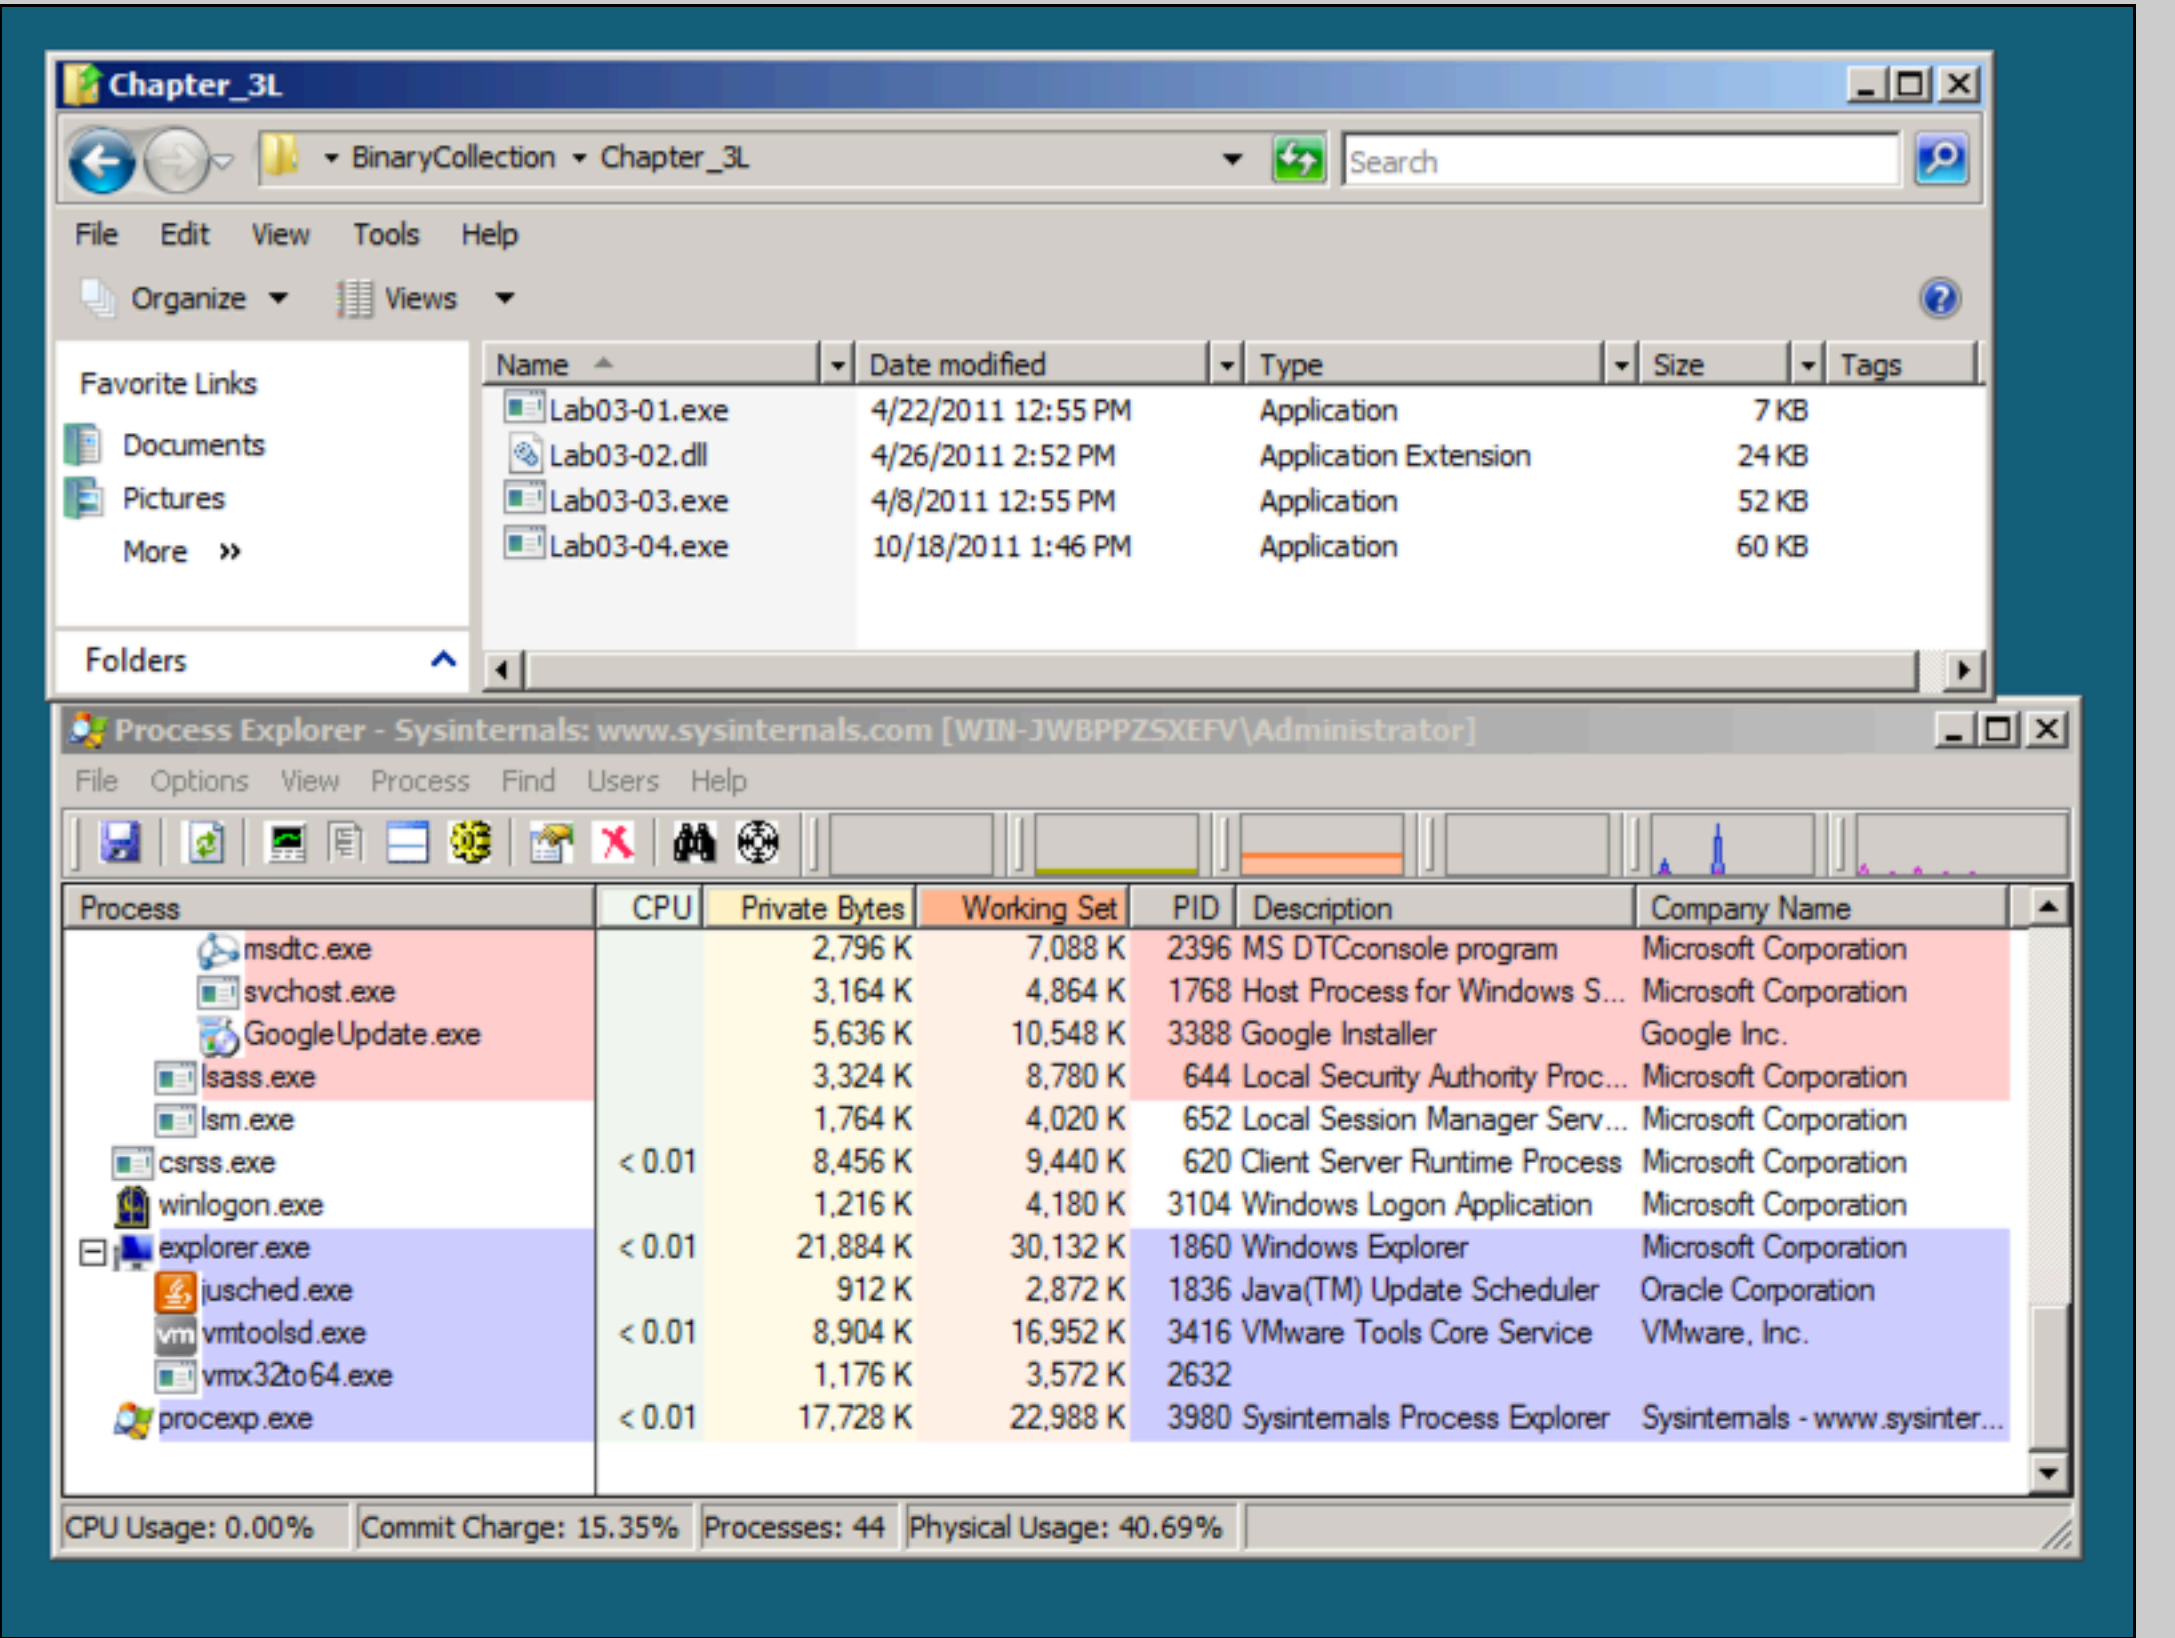 Chapter_3L
BinaryCollection Chapter_3L Search
File Edit View Tools Help
Organize Views
Favorite Links
Documents
Pictures
More »
Folders
Name Date modified Type Size Tags
Lab03-01.exe 4/22/2011 12:55 PM Application 7 KB
Lab03-02.dll 4/26/2011 2:52 PM Application Extension 24 KB
Lab03-03.exe 4/8/2011 12:55 PM Application 52 KB
Lab03-04.exe 10/18/2011 1:46 PM Application 60 KB
Process Explorer - Sysinternals: www.sysinternals.com [WIN-JWBPPZSXEFV\Administrator]
File Options View Process Find Users Help
Process CPU Private Bytes Working Set PID Description Company Name
msdtc.exe 2,796 K 7,088 K 2396 MS DTCconsole program Microsoft Corporation
svchost.exe 3,164 K 4,864 K 1768 Host Process for Windows S... Microsoft Corporation
GoogleUpdate.exe 5,636 K 10,548 K 3388 Google Installer Google Inc.
lsass.exe 3,324 K 8,780 K 644 Local Security Authority Proc... Microsoft Corporation
lsm.exe 1,764 K 4,020 K 652 Local Session Manager Serv... Microsoft Corporation
csrss.exe < 0.01 8,456 K 9,440 K 620 Client Server Runtime Process Microsoft Corporation
winlogon.exe 1,216 K 4,180 K 3104 Windows Logon Application Microsoft Corporation
explorer.exe < 0.01 21,884 K 30,132 K 1860 Windows Explorer Microsoft Corporation
jusched.exe 912 K 2,872 K 1836 Java(TM) Update Scheduler Oracle Corporation
vm vmtoolsd.exe < 0.01 8,904 K 16,952 K 3416 VMware Tools Core Service VMware, Inc.
vmx32to64.exe 1,176 K 3,572 K 2632
procexp.exe < 0.01 17,728 K 22,988 K 3980 Sysinternals Process Explorer Sysinternals - www.sysinter...
CPU Usage: 0.00% Commit Charge: 15.35% Processes: 44 Physical Usage: 40.69%